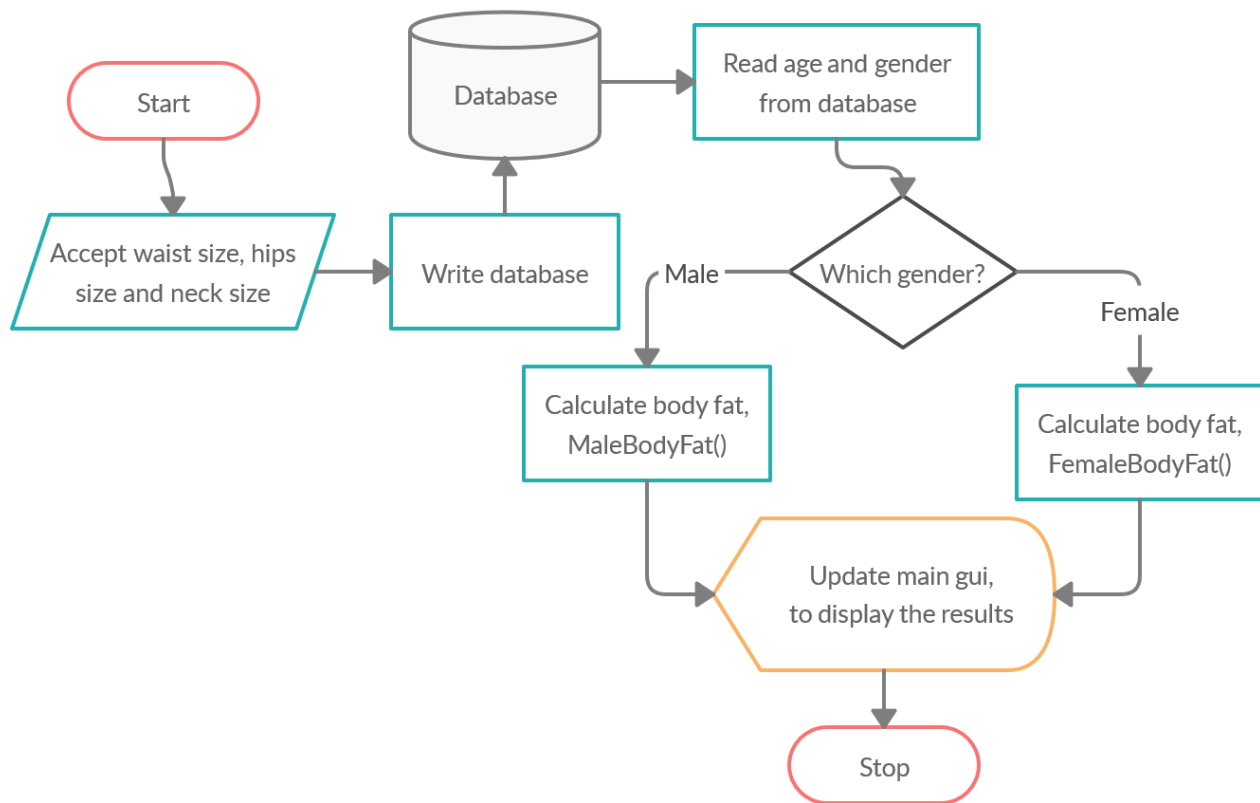 Start
Accept waist size, hips
size and neck size
Write database
Database
Read age and gender
from database
Which gender?
Male
Female
Calculate body fat,
MaleBodyFat()
Calculate body fat,
FemaleBodyFat()
Update main gui,
to display the results
Stop